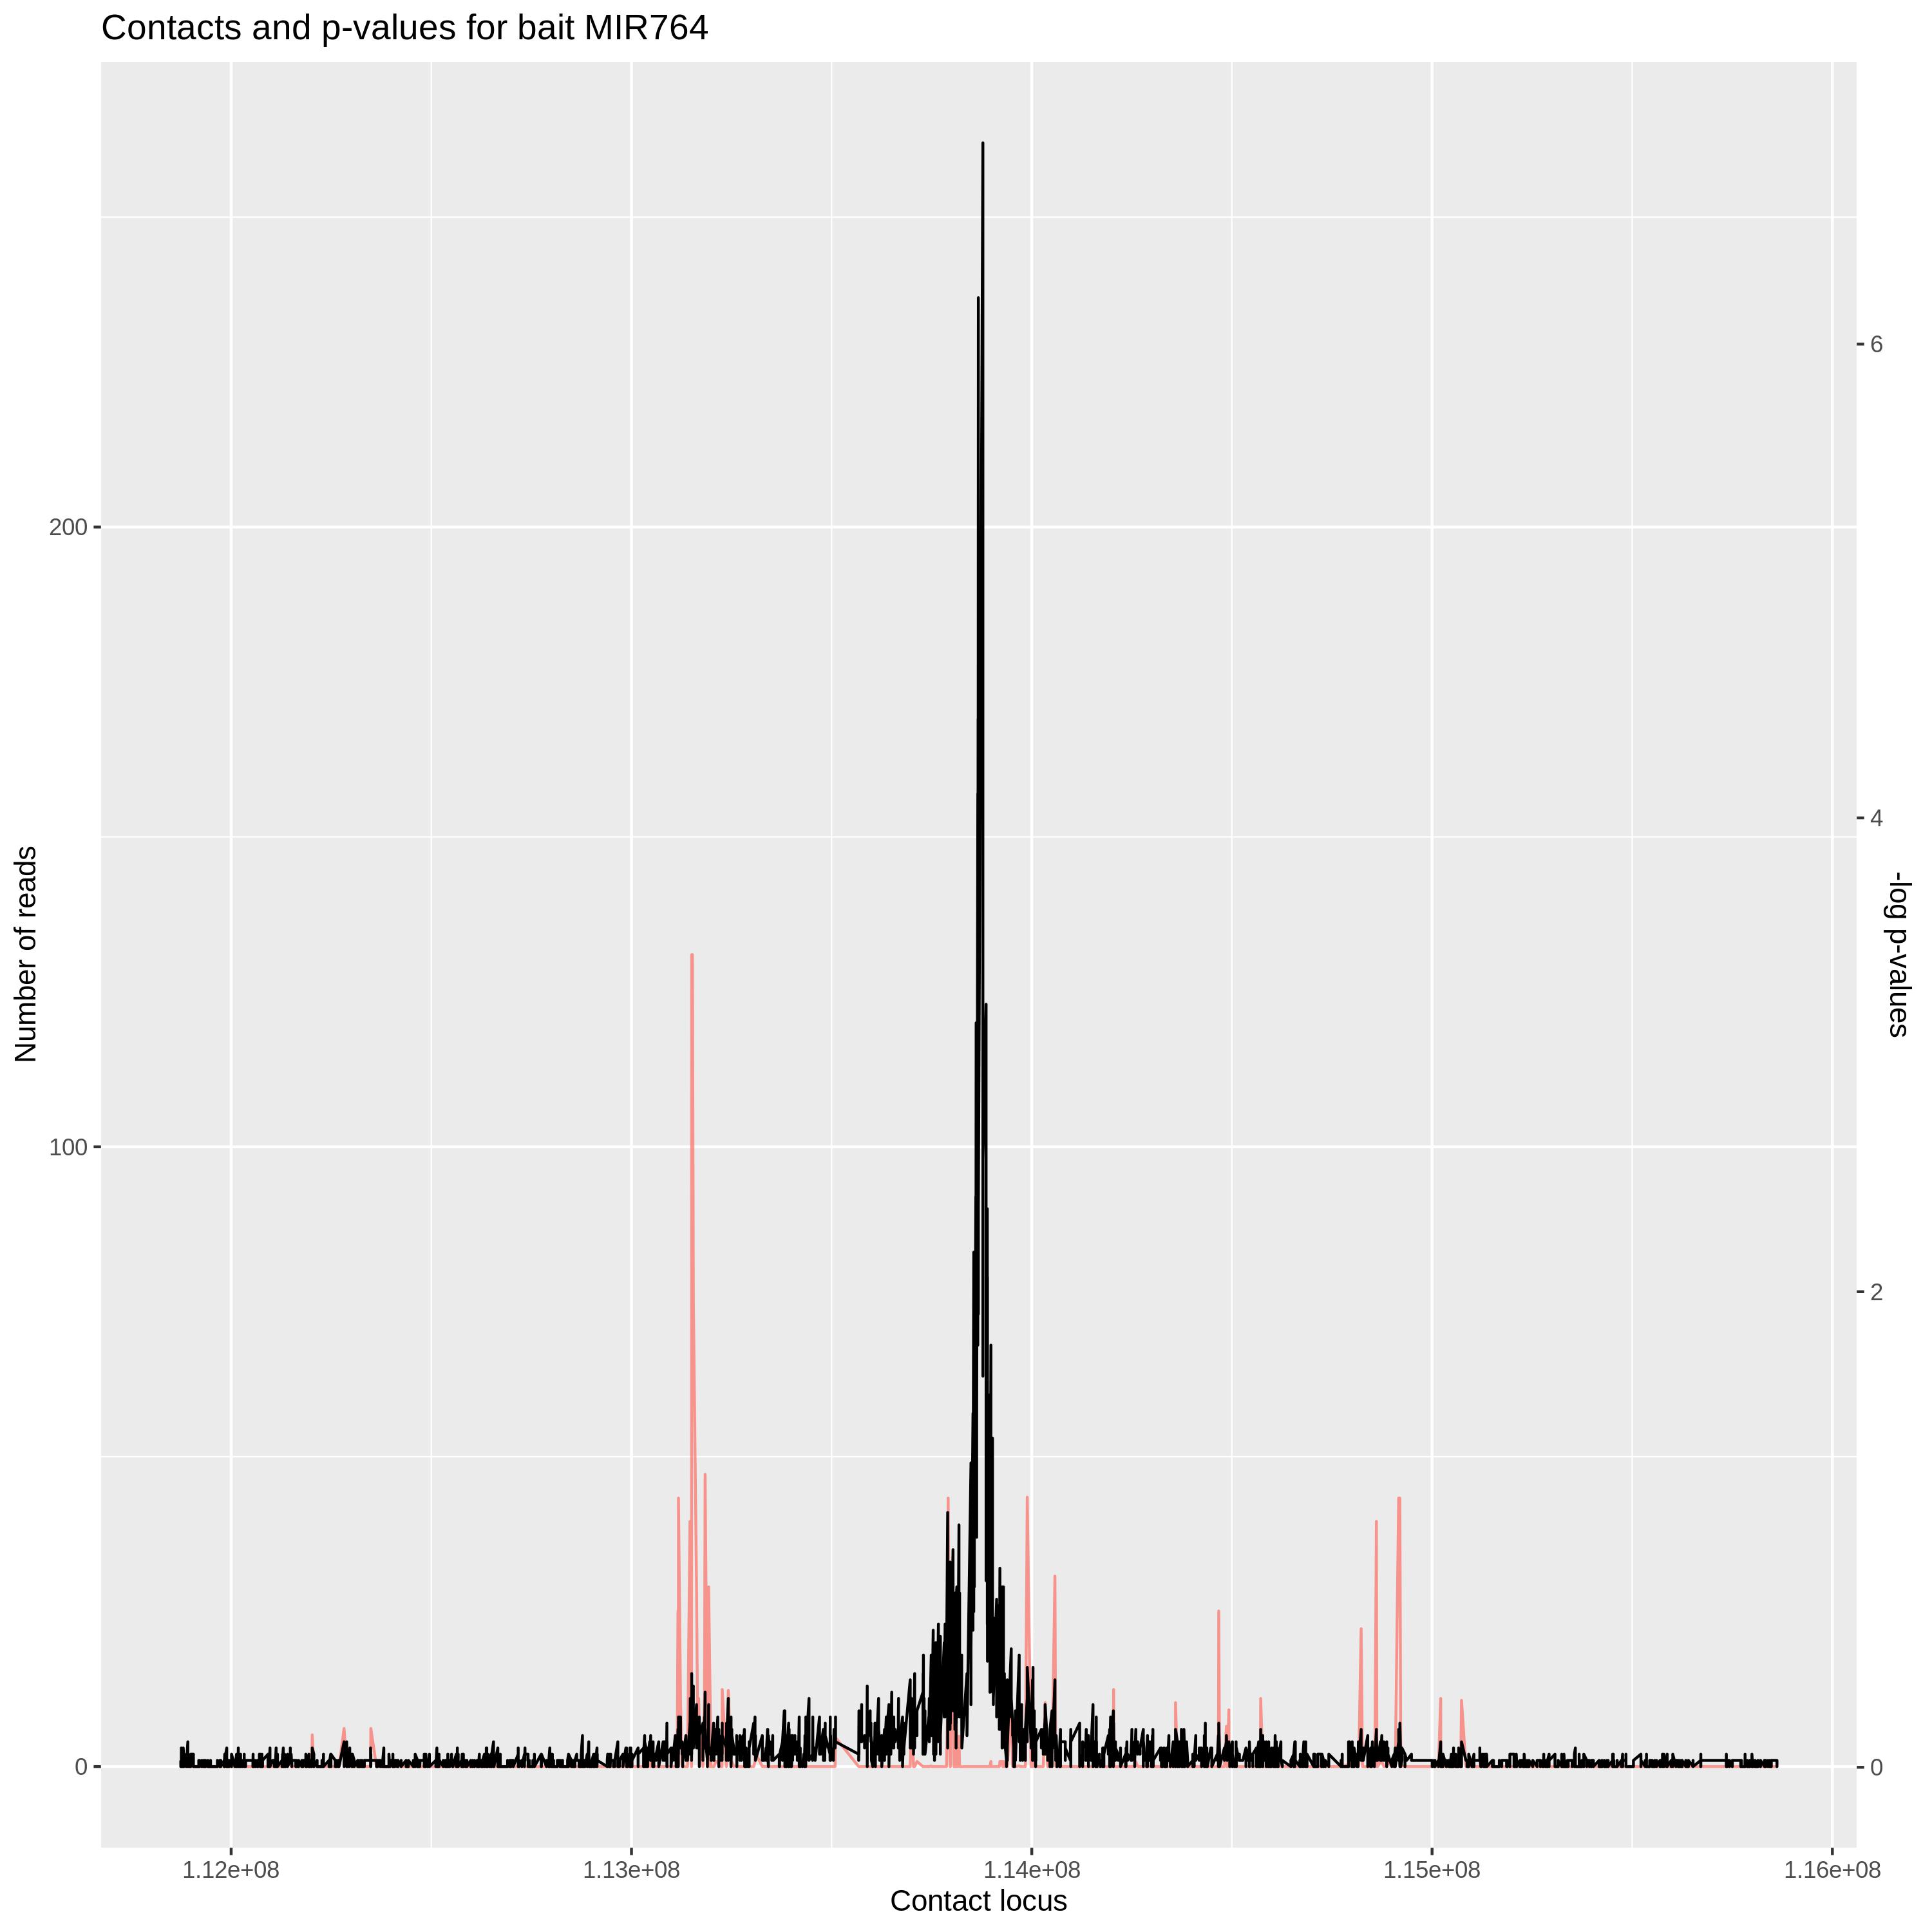 Contacts and p-values for bait MIR764
Number of reads
200
100
0
6
4
2
0
-log p-values
1.12e+08 1.13e+08 1.14e+08 1.15e+08 1.16e+08
Contact locus